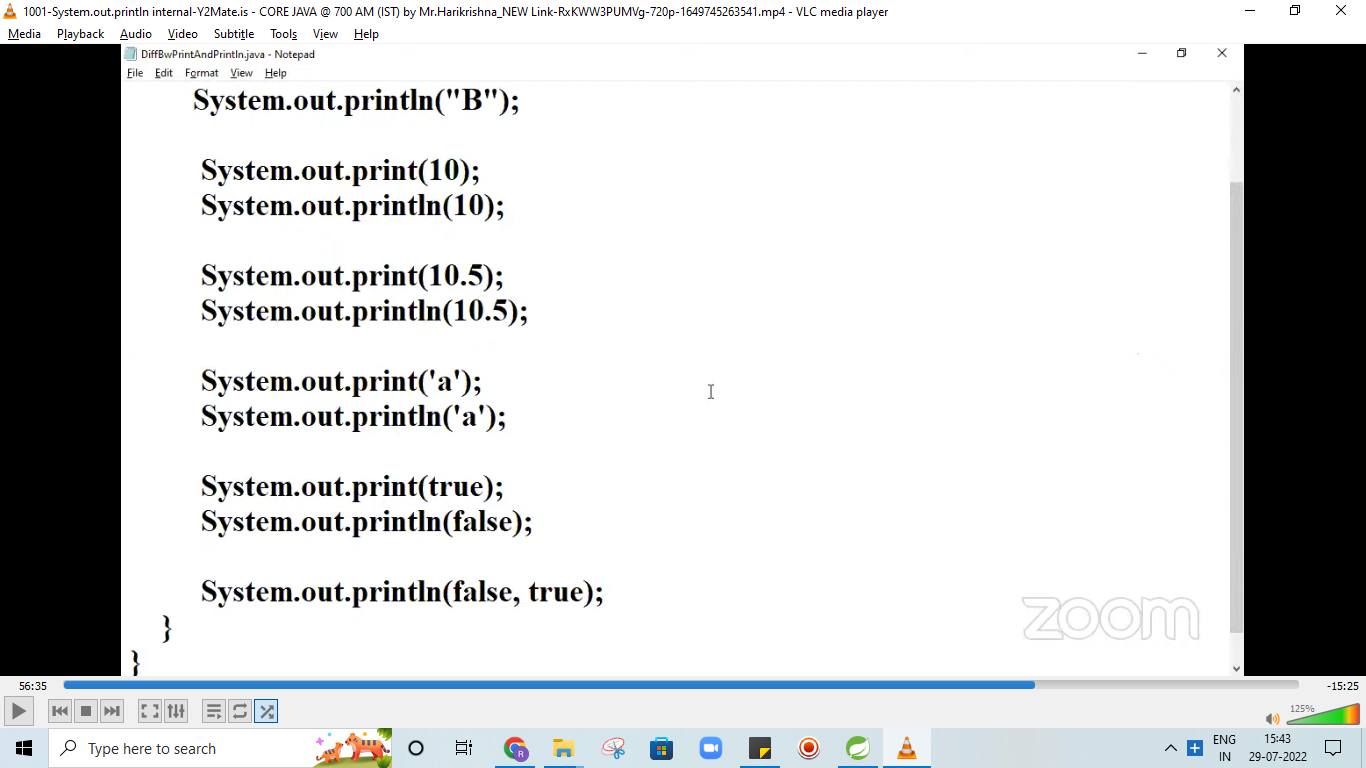 1001-System.out.println internal-Y2Mate.is - CORE JAVA @ 700 AM (IST) by Mr.Harikrishna_NEW Link-RxKWW3PUMVg-720p-1649745263541.mp4 - VLC media player
Media Playback Audio Video Subtitle Tools View Help
DiffBwPrintAndPrintln.java - Notepad
File Edit Format View Help
System.out.println("B");
System.out.print(10);
System.out.println(10);
System.out.print(10.5);
System.out.println(10.5);
System.out.print('a');
System.out.println('a');
System.out.print(true);
System.out.println(false);
System.out.println(false, true);
}
}
zoom
56:35 -15:25
125%
Type here to search
R
ENG
IN
15:43
29-07-2022